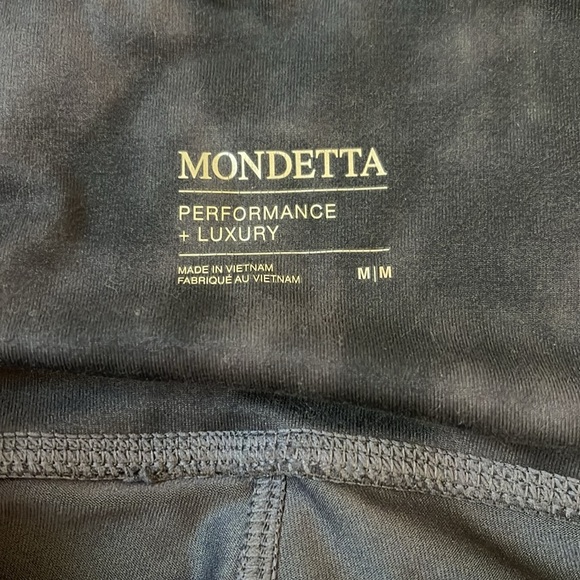 MONDETTA
PERFORMANCE
+ LUXURY
MADE IN VIETNAM
FABRIQUÉ AU VIETNAM
M|M